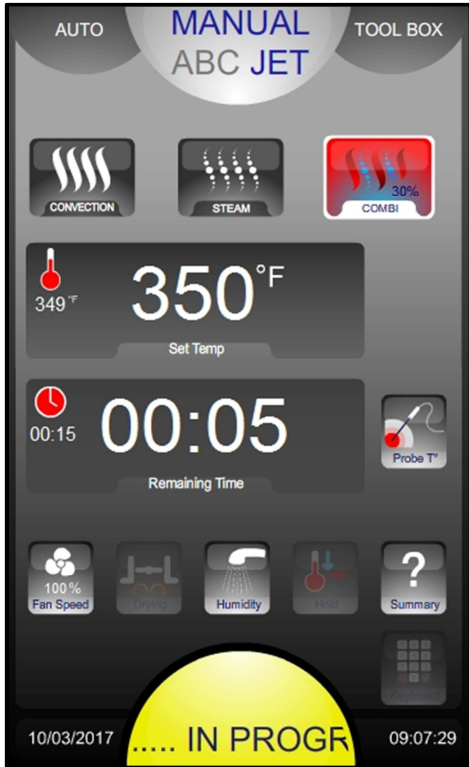 AUTO
MANUAL
TOOL BOX
ABC JET
CONVECTION
STEAM
30%
COMBI
350°F
349°F
Set Temp
00:15
00:05
Remaining Time
Probe T°
100%
Fan Speed
Drying
Humidity
Hold
?
Summary
Keyboard
10/03/2017
..... IN PROGR
09:07:29